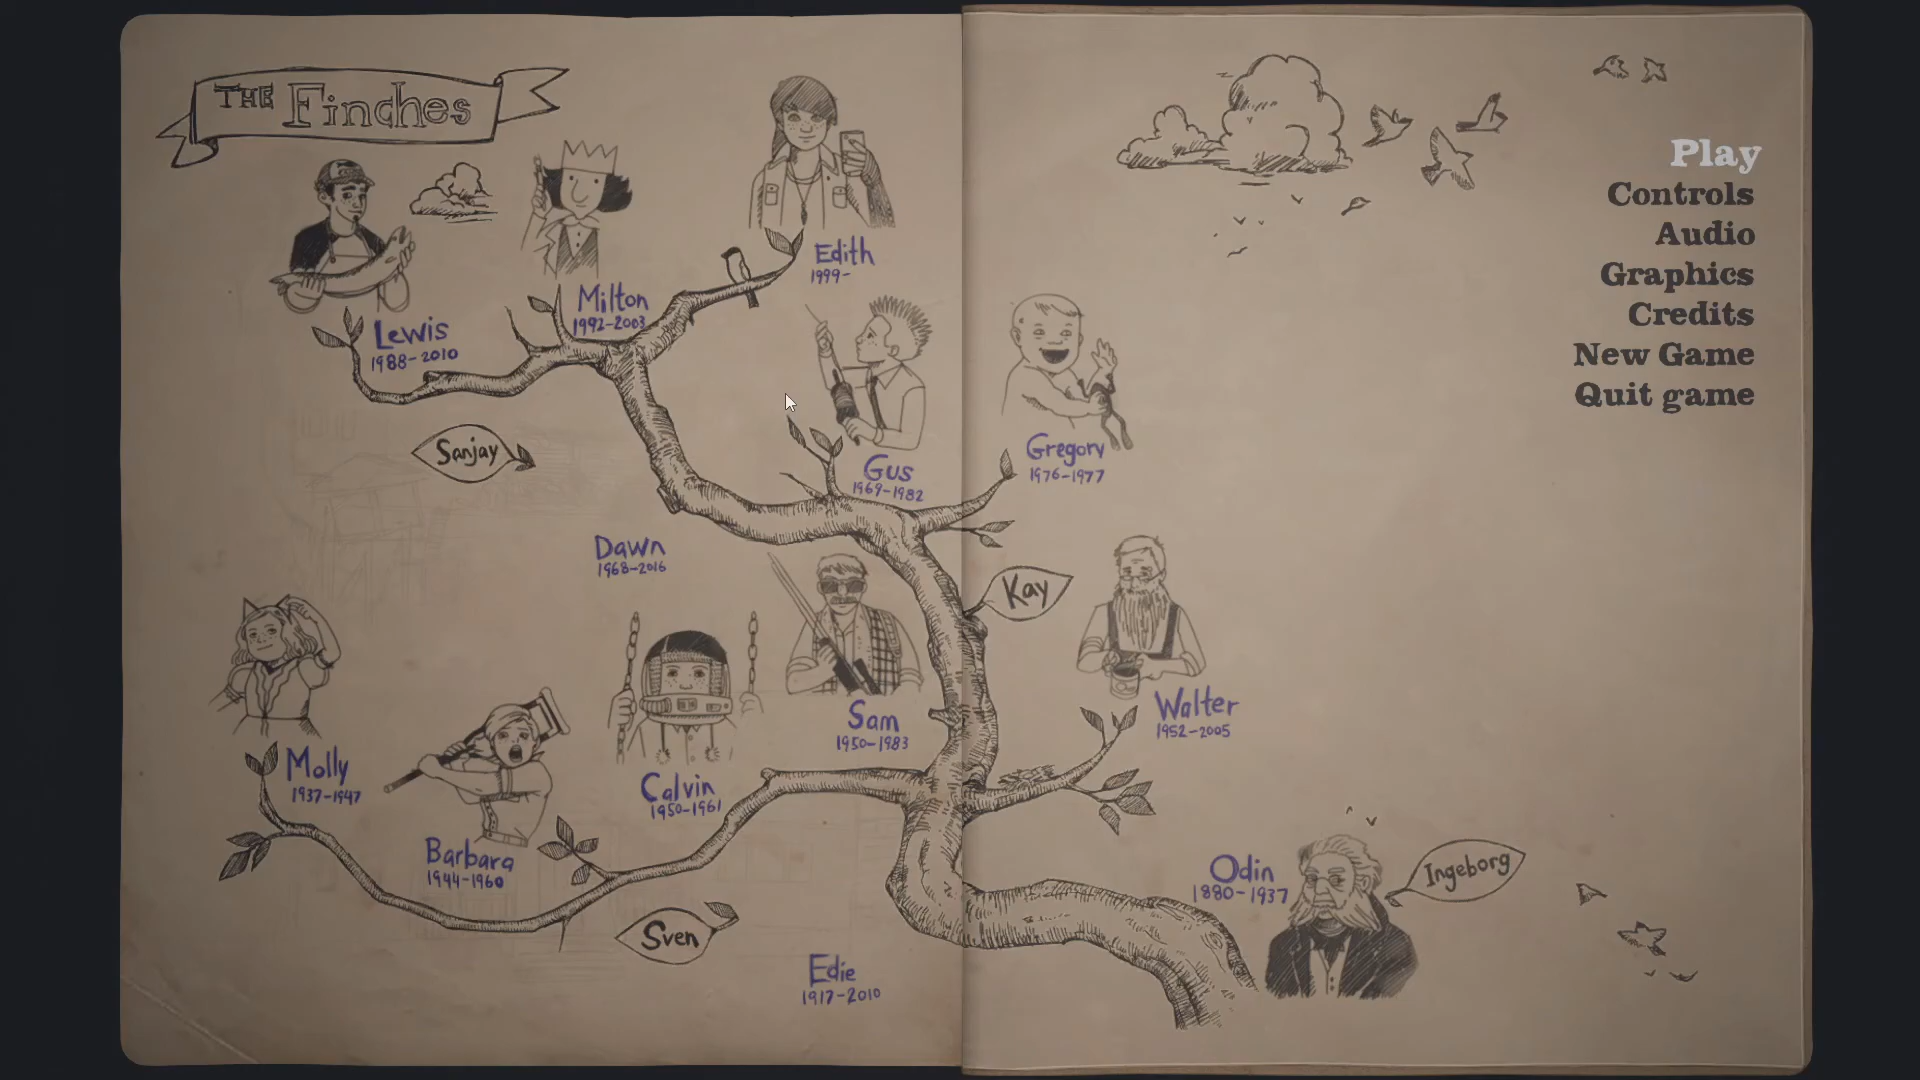 THE Finches
Edith
1999-
Milton
1992-2003
Lewis
1988-2010
Sanjay
Gus
1969-1982
Gregory
1976-1977
Dawn
1968-2016
Kay
Sam
1950-1983
Walter
1952-2005
Molly
1937-1947
Calvin
1950-1961
Barbara
1944-1960
Sven
Odin
1880-1937
Ingeborg
Edie
1917-2010
Play
Controls
Audio
Graphics
Credits
New Game
Quit game